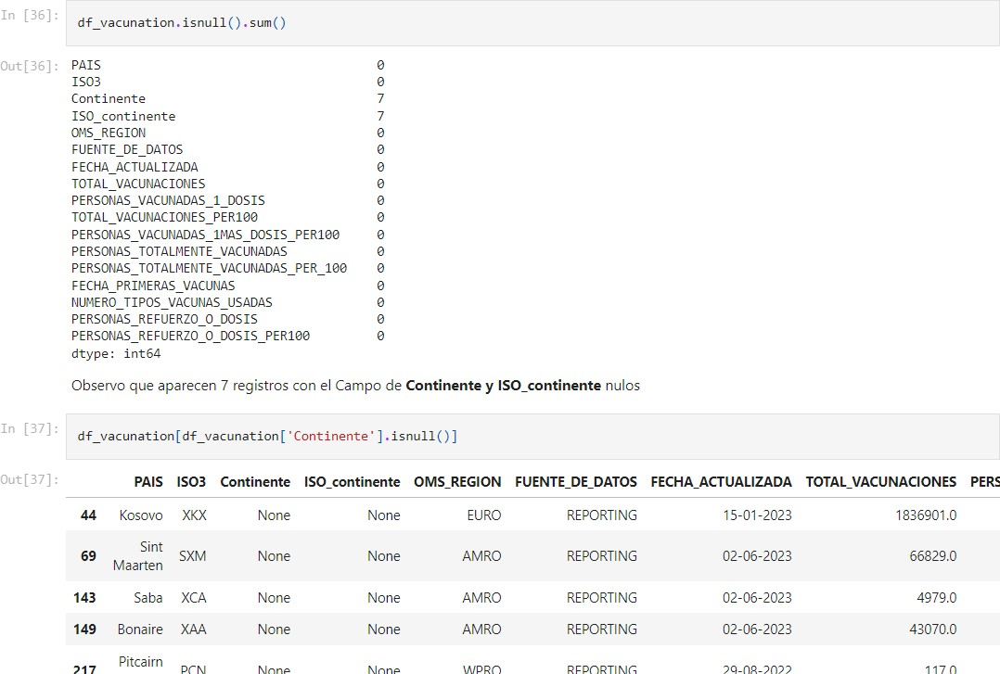 In [36]:
df_vacunation.isnull().sum()
Out[36]:
PAIS 0
ISO3 0
Continente 7
ISO_continente 7
OMS_REGION 0
FUENTE_DE_DATOS 0
FECHA_ACTUALIZADA 0
TOTAL_VACUNACIONES 0
PERSONAS_VACUNADAS_1_DOSIS 0
TOTAL_VACUNACIONES_PER100 0
PERSONAS_VACUNADAS_1MAS_DOSIS_PER100 0
PERSONAS_TOTALMENTE_VACUNADAS 0
PERSONAS_TOTALMENTE_VACUNADAS_PER_100 0
FECHA_PRIMERAS_VACUNAS 0
NUMERO_TIPOS_VACUNAS_USADAS 0
PERSONAS_REFUERZO_O_DOSIS 0
PERSONAS_REFUERZO_O_DOSIS_PER100 0
dtype: int64
Observo que aparecen 7 registros con el Campo de Continente y ISO_continente nulos
In [37]:
df_vacunation[df_vacunation['Continente'].isnull()]
Out[37]:
PAIS ISO3 Continente ISO_continente OMS_REGION FUENTE_DE_DATOS FECHA_ACTUALIZADA TOTAL_VACUNACIONES PERS
44 Kosovo XKX None None EURO REPORTING 15-01-2023 1836901.0
69 Sint Maarten SXM None None AMRO REPORTING 02-06-2023 66829.0
143 Saba XCA None None AMRO REPORTING 02-06-2022 4979.0
149 Bonaire XAA None None AMRO REPORTING 02-06-2023 43070.0
217 Pitcairn PCN None None WPRO REPORTING 29-08-2022 117.0